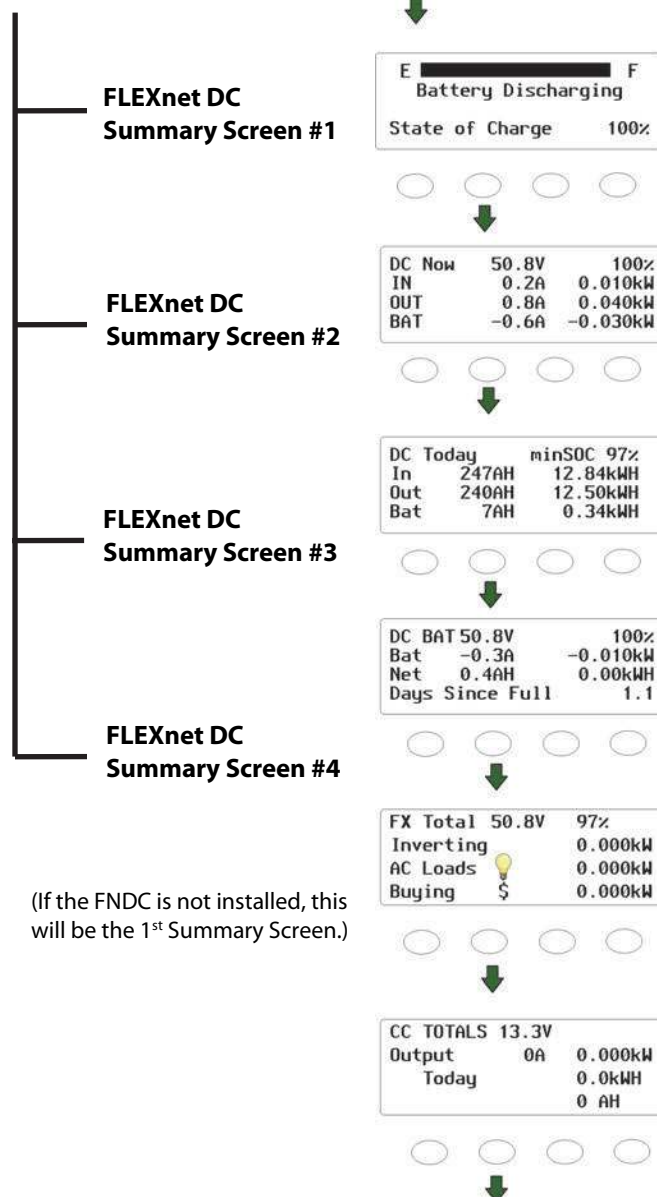 FLEXnet DC
Summary Screen #1
E F
Battery Discharging
State of Charge 100%
FLEXnet DC
Summary Screen #2
DC Now 50.8V 100%
IN 0.2A 0.010kW
OUT 0.8A 0.040kW
BAT -0.6A -0.030kW
FLEXnet DC
Summary Screen #3
DC Today minSOC 97%
In 247AH 12.84kWH
Out 240AH 12.50kWH
Bat 7AH 0.34kWH
FLEXnet DC
Summary Screen #4
DC BAT 50.8V 100%
Bat -0.3A -0.010kW
Net 0.4AH 0.00kWH
Days Since Full 1.1
(If the FNDC is not installed, this
will be the 1st Summary Screen.)
FX Total 50.8V 97%
Inverting 0.000kW
AC Loads 0.000kW
Buying $ 0.000kW
CC TOTALS 13.3V
Output 0A 0.000kW
Today 0.0kWH
0 AH